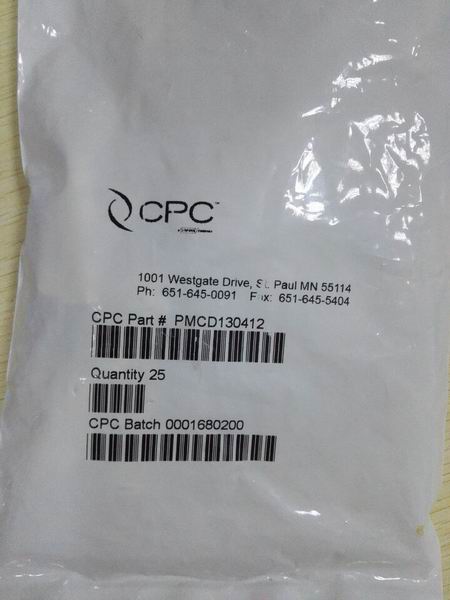 CPC™
1001 Westgate Drive, St. Paul MN 55114
Ph: 651-645-0091 Fax: 651-645-5404
CPC Part # PMCD130412
Quantity 25
CPC Batch 0001680200